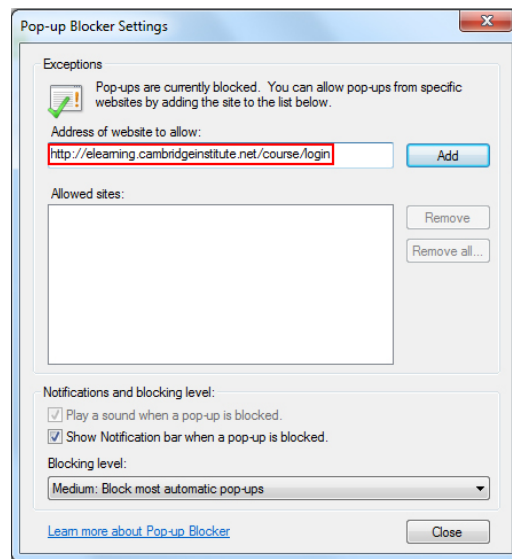 Pop-up Blocker Settings
Exceptions
Pop-ups are currently blocked. You can allow pop-ups from specific
websites by adding the site to the list below.
Address of website to allow:
http://elearning.cambridgeinstitute.net/course/login
Add
Allowed sites:
Remove
Remove all...
Notifications and blocking level:
Play a sound when a pop-up is blocked.
Show Notification bar when a pop-up is blocked.
Blocking level:
Medium: Block most automatic pop-ups
Learn more about Pop-up Blocker
Close